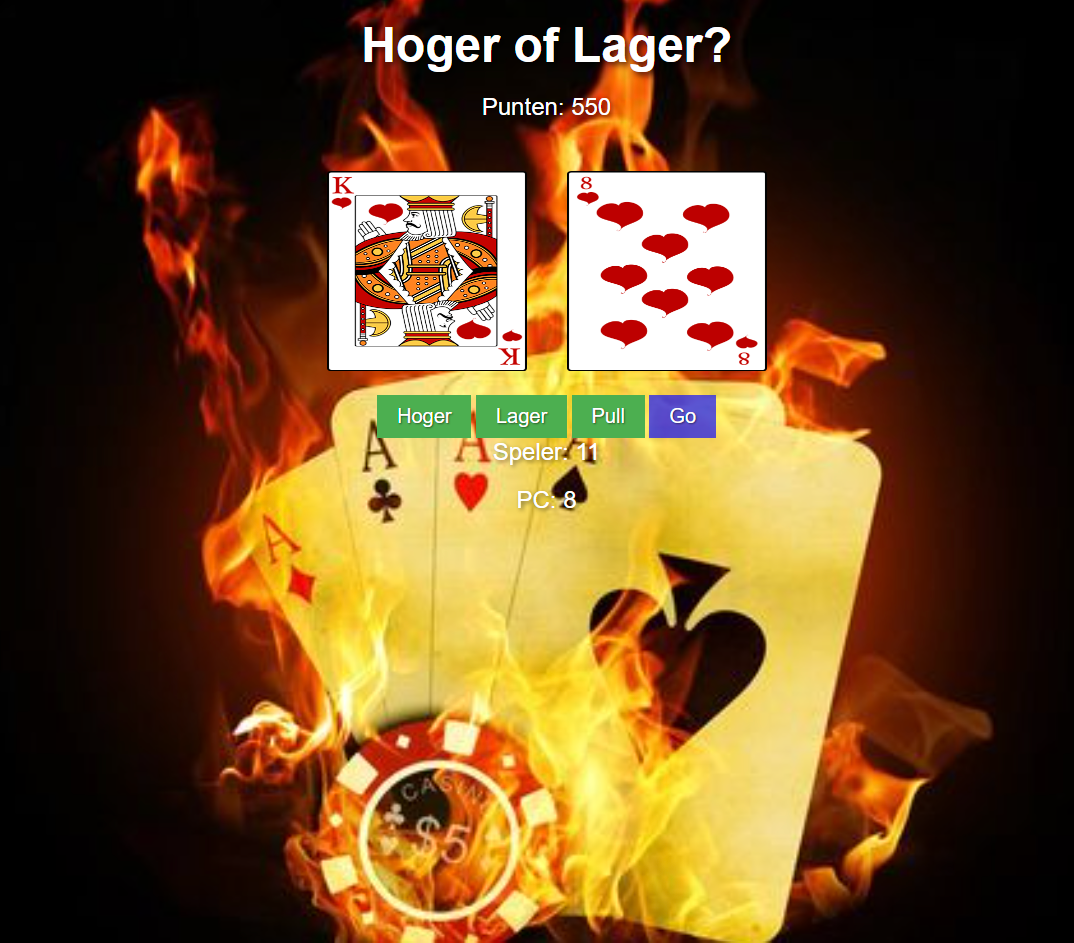 Hoger of Lager?
Punten: 550
K
8
K
8
Hoger Lager Pull Go
Speler: 11
PC: 8
A
A
A
A
CASINO
$5